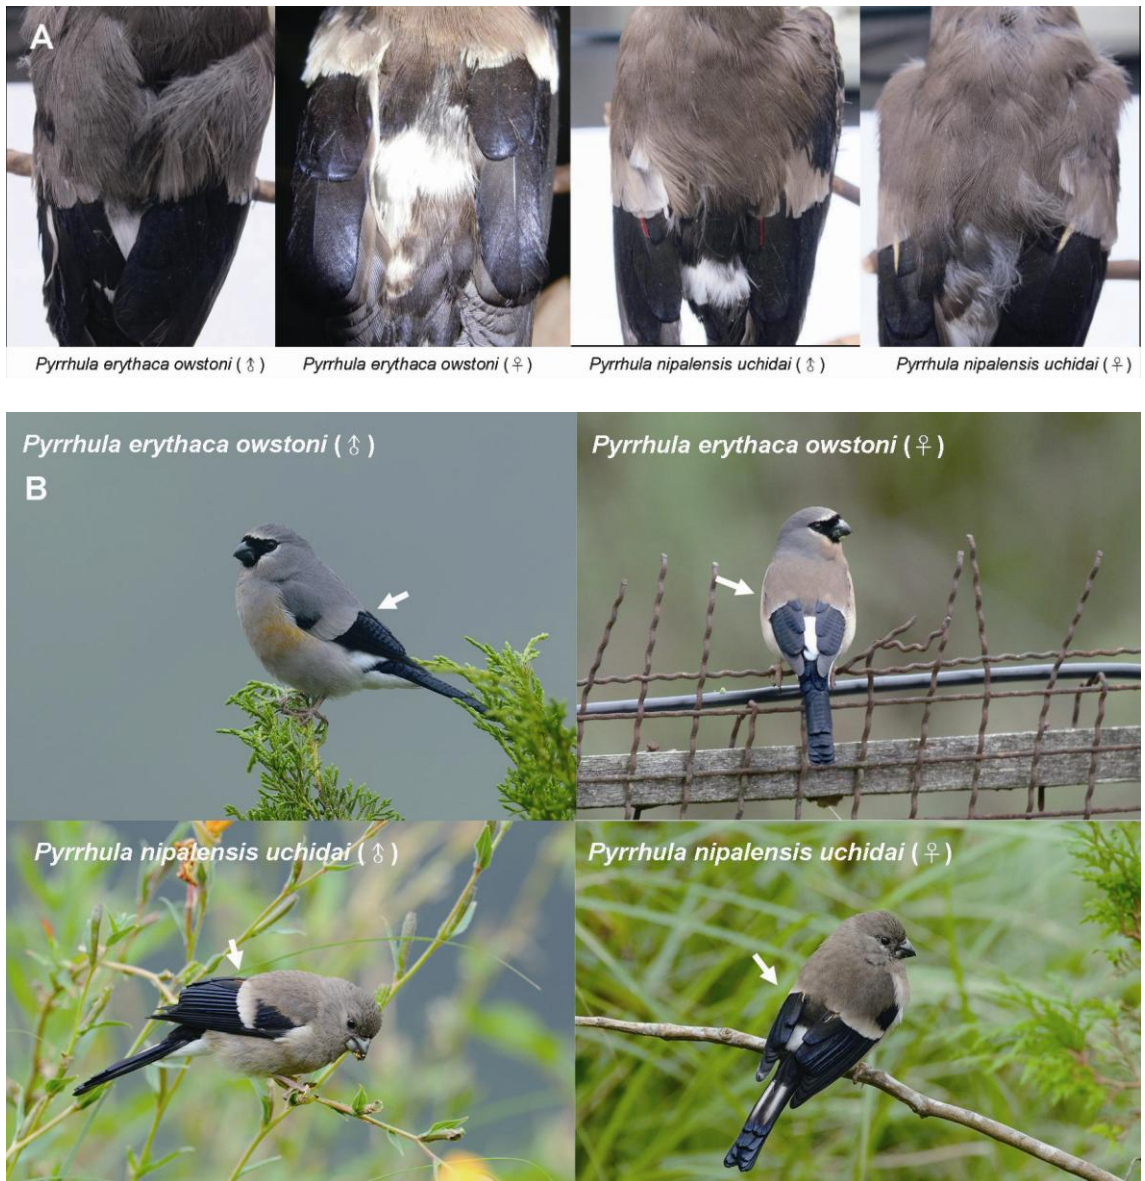 A
Pyrrhula erythaca owstoni (♂)
Pyrrhula erythaca owstoni (♀)
Pyrrhula nipalensis uchidai (♂)
Pyrrhula nipalensis uchidai (♀)
Pyrrhula erythaca owstoni (♂)
Pyrrhula erythaca owstoni (♀)
B
Pyrrhula nipalensis uchidai (♂)
Pyrrhula nipalensis uchidai (♀)